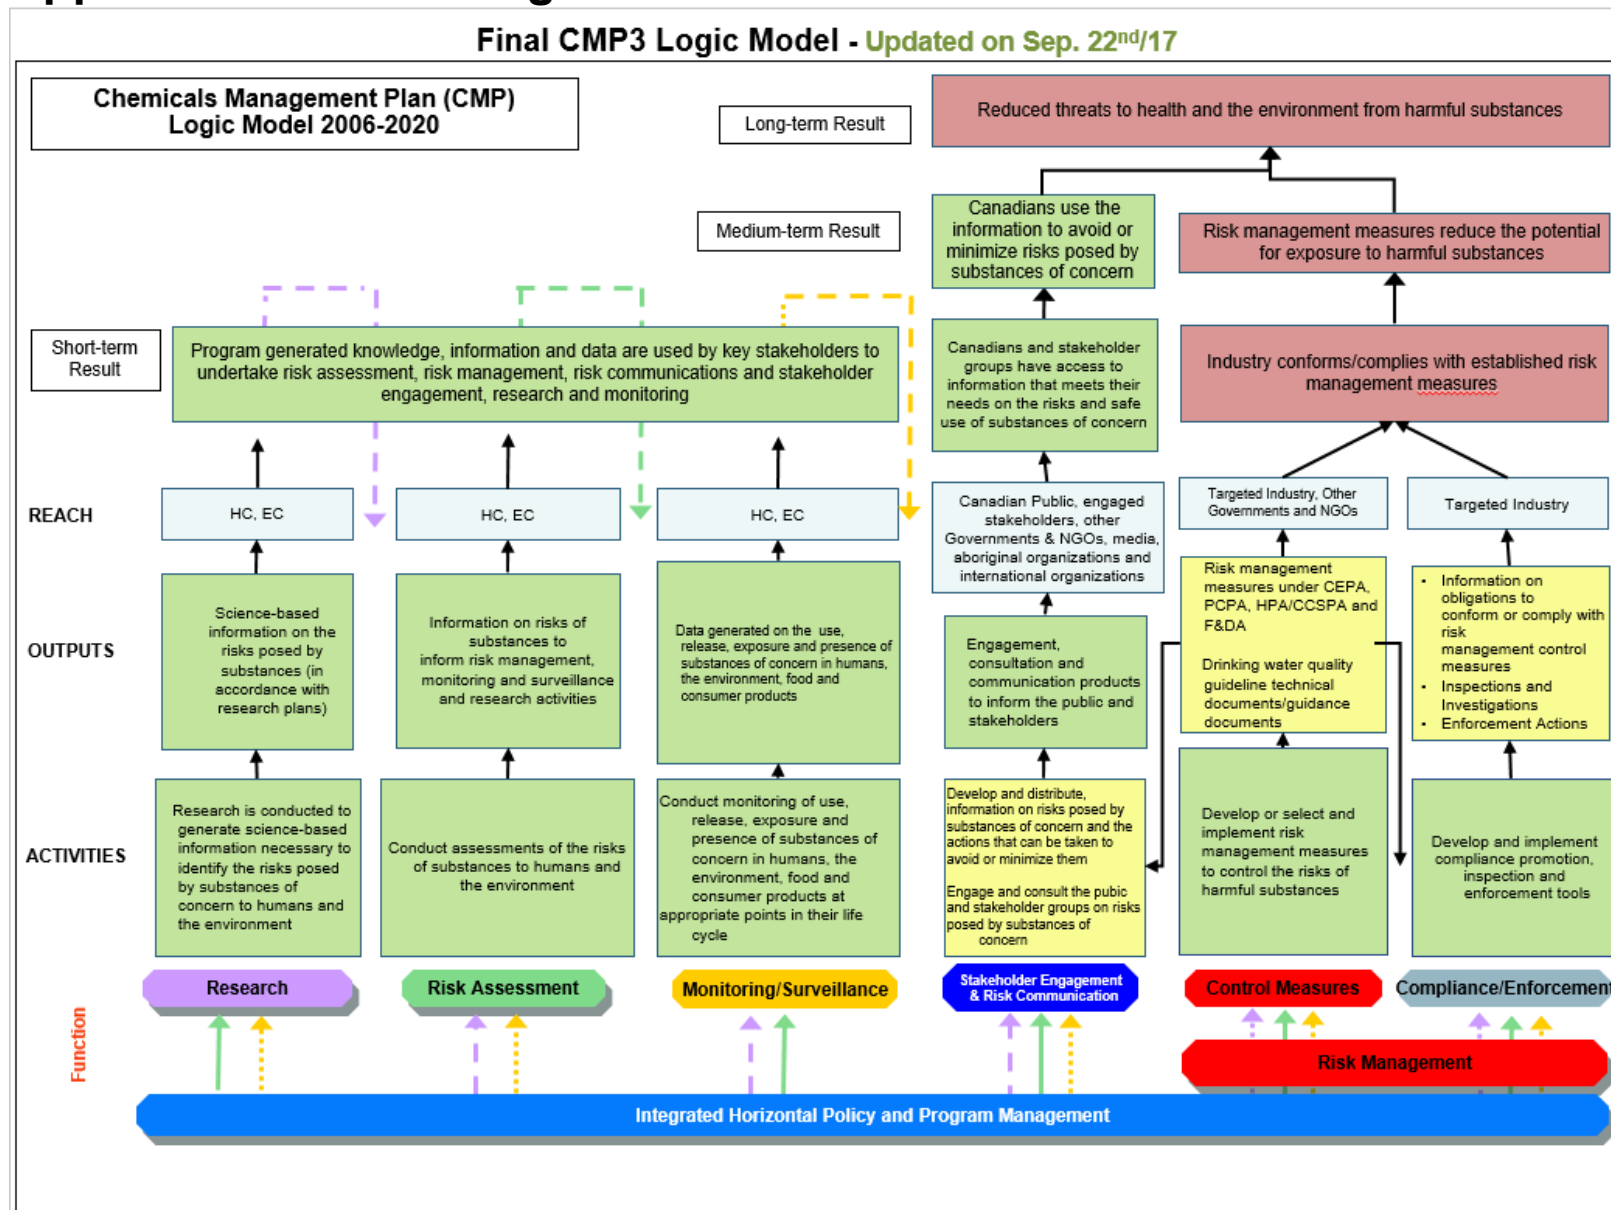 Final CMP3 Logic Model - Updated on Sep. 22nd/17
Chemicals Management Plan (CMP)
Logic Model 2006-2020
Long-term Result
Reduced threats to health and the environment from harmful substances
Medium-term Result
Canadians use the
information to avoid or
minimize risks posed by
substances of concern
Risk management measures reduce the potential
for exposure to harmful substances
Short-term
Result
Program generated knowledge, information and data are used by key stakeholders to
undertake risk assessment, risk management, risk communications and stakeholder
engagement, research and monitoring
Canadians and stakeholder
groups have access to
information that meets their
needs on the risks and safe
use of substances of concern
Industry conforms/complies with established risk
management measures
REACH
HC, EC
HC, EC
HC, EC
Canadian Public, engaged
stakeholders, other
Governments & NGOs, media,
aboriginal organizations and
international organizations
Targeted Industry, Other
Governments and NGOs
Targeted Industry
OUTPUTS
Science-based
information on the
risks posed by
substances (in
accordance with
research plans)
Information on risks of
substances to
inform risk management,
monitoring and surveillance
and research activities
Data generated on the use,
release, exposure and presence of
substances of concern in humans,
the environment, food and
consumer products
Engagement,
consultation and
communication products
to inform the public and
stakeholders
Risk management
measures under CEPA,
PCPA, HPA/CCSPA and
F&DA
Drinking water quality
guideline technical
documents/guidance
documents
• Information on
obligations to
conform or comply with
risk
management control
measures
• Inspections and
Investigations
• Enforcement Actions
ACTIVITIES
Research is conducted to
generate science-based
information necessary to
identify the risks posed
by substances of
concern to humans and
the environment
Conduct assessments of the risks
of substances to humans and
the environment
Conduct monitoring of use,
release, exposure and
presence of substances of
concern in humans, the
environment, food and
consumer products at
appropriate points in their life
cycle
Develop and distribute,
information on risks posed by
substances of concern and the
actions that can be taken to
avoid or minimize them
Engage and consult the pubic
and stakeholder groups on risks
posed by substances of
concern
Develop or select and
implement risk
management measures
to control the risks of
harmful substances
Develop and implement
compliance promotion,
inspection and
enforcement tools
Function
Research
Risk Assessment
Monitoring/Surveillance
Stakeholder Engagement
& Risk Communication
Control Measures
Compliance/Enforcement
Risk Management
Integrated Horizontal Policy and Program Management